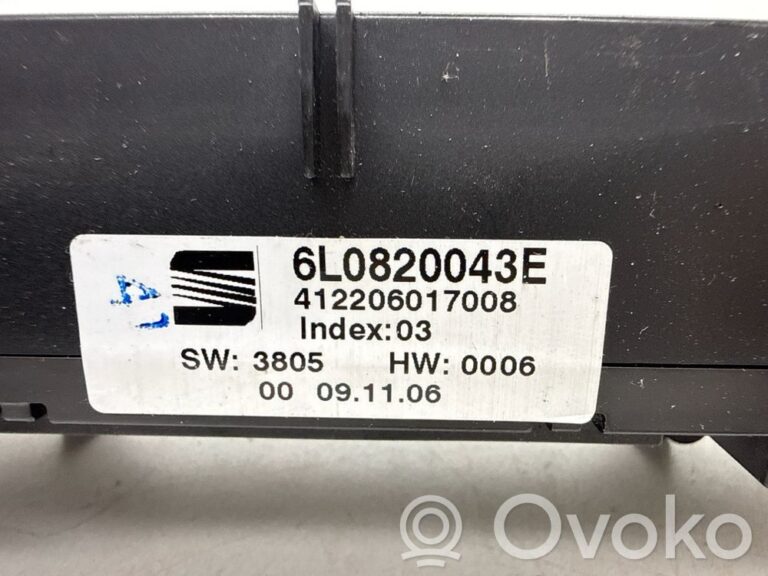 6L0820043E
412206017008
Index:03
SW: 3805 HW: 0006
00 09.11.06
Ovoko